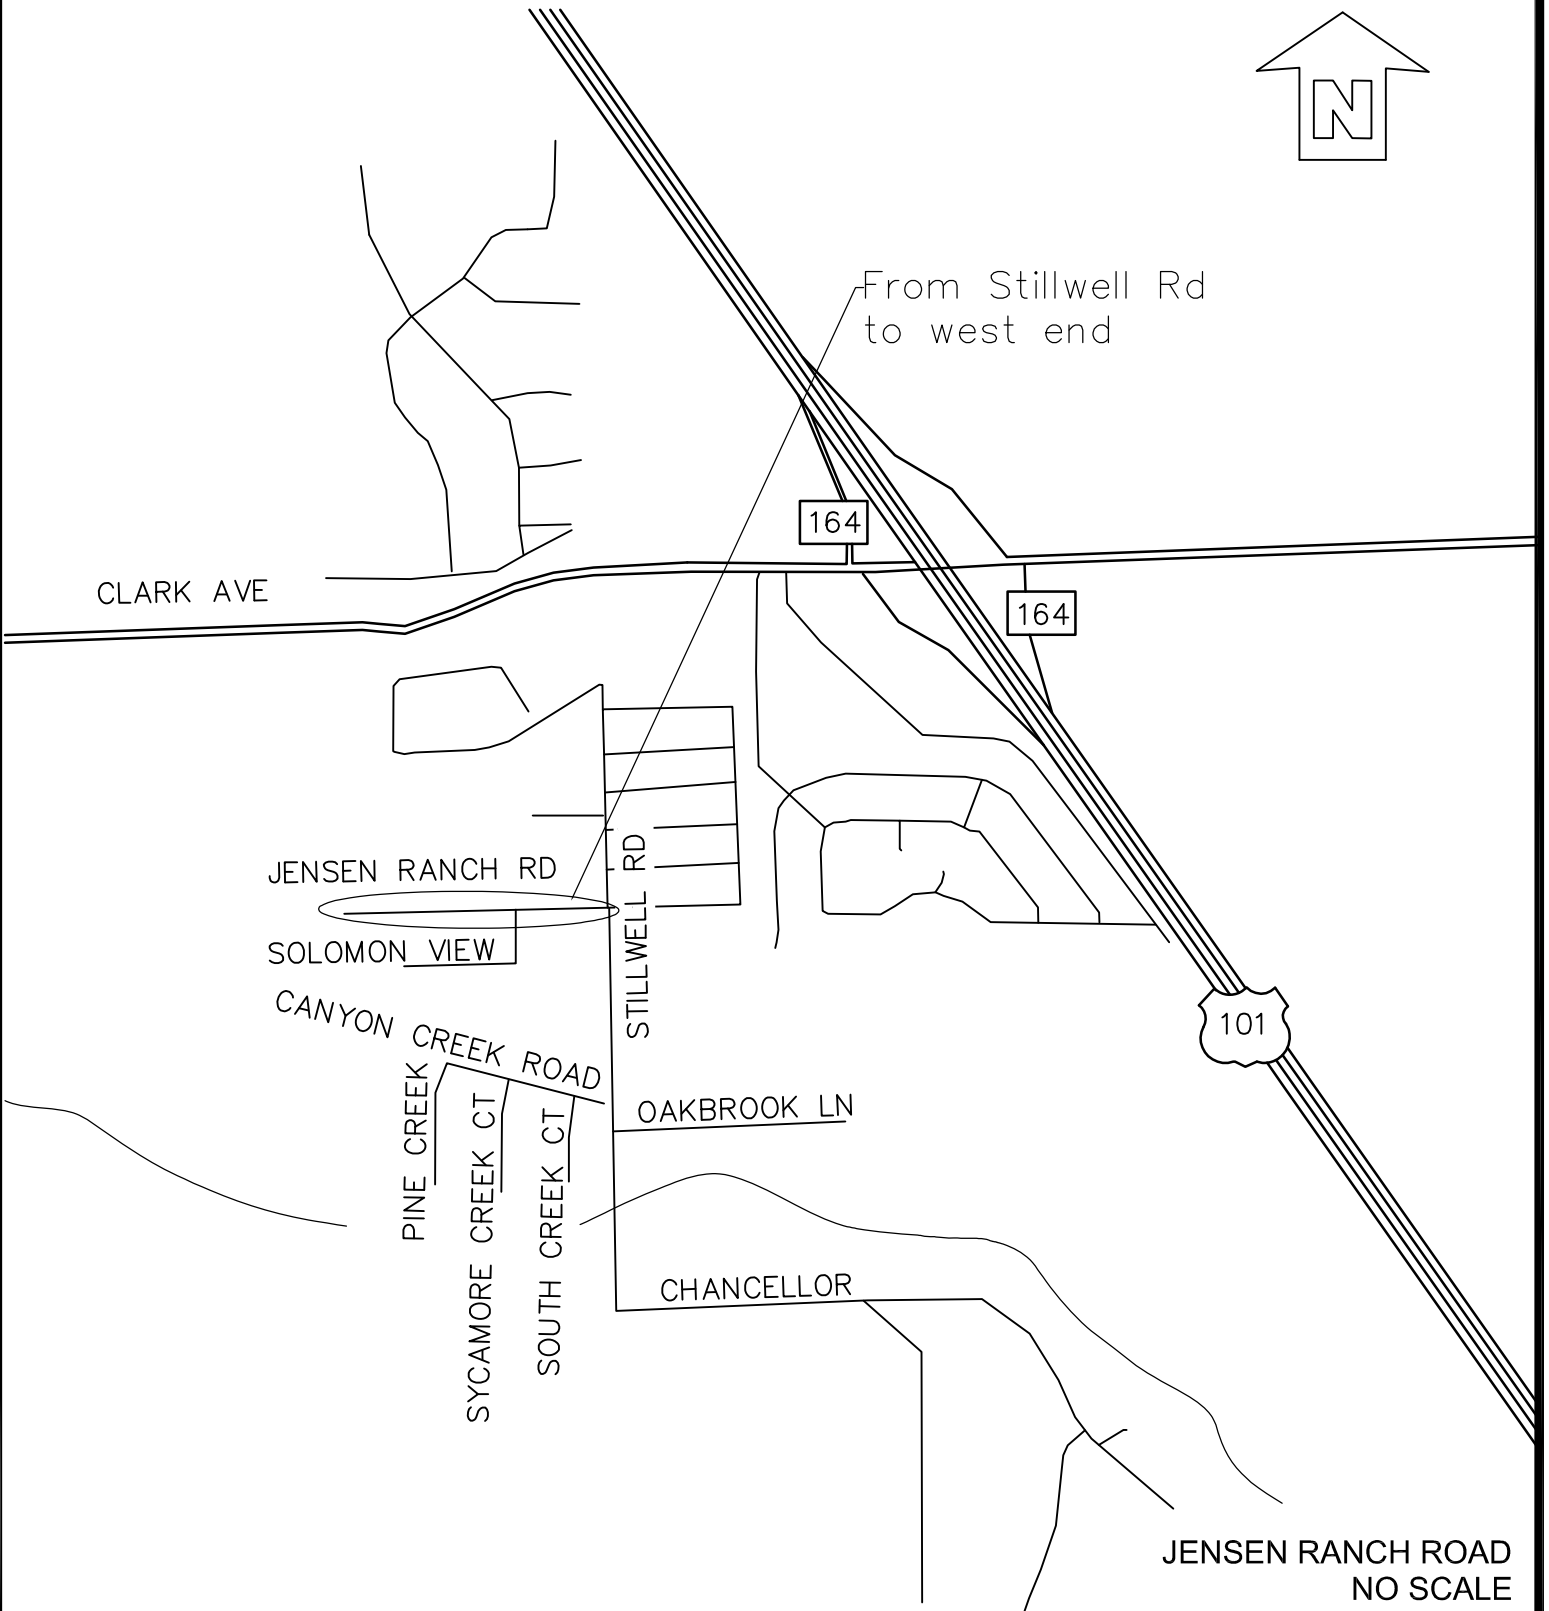 N
From Stillwell Rd
to west end
164
CLARK AVE
164
JENSEN RANCH RD
STILLWELL RD
SOLOMON VIEW
CANYON CREEK ROAD
101
PINE CREEK
SYCAMORE CREEK CT
SOUTH CREEK CT
OAKBROOK LN
CHANCELLOR
JENSEN RANCH ROAD
NO SCALE